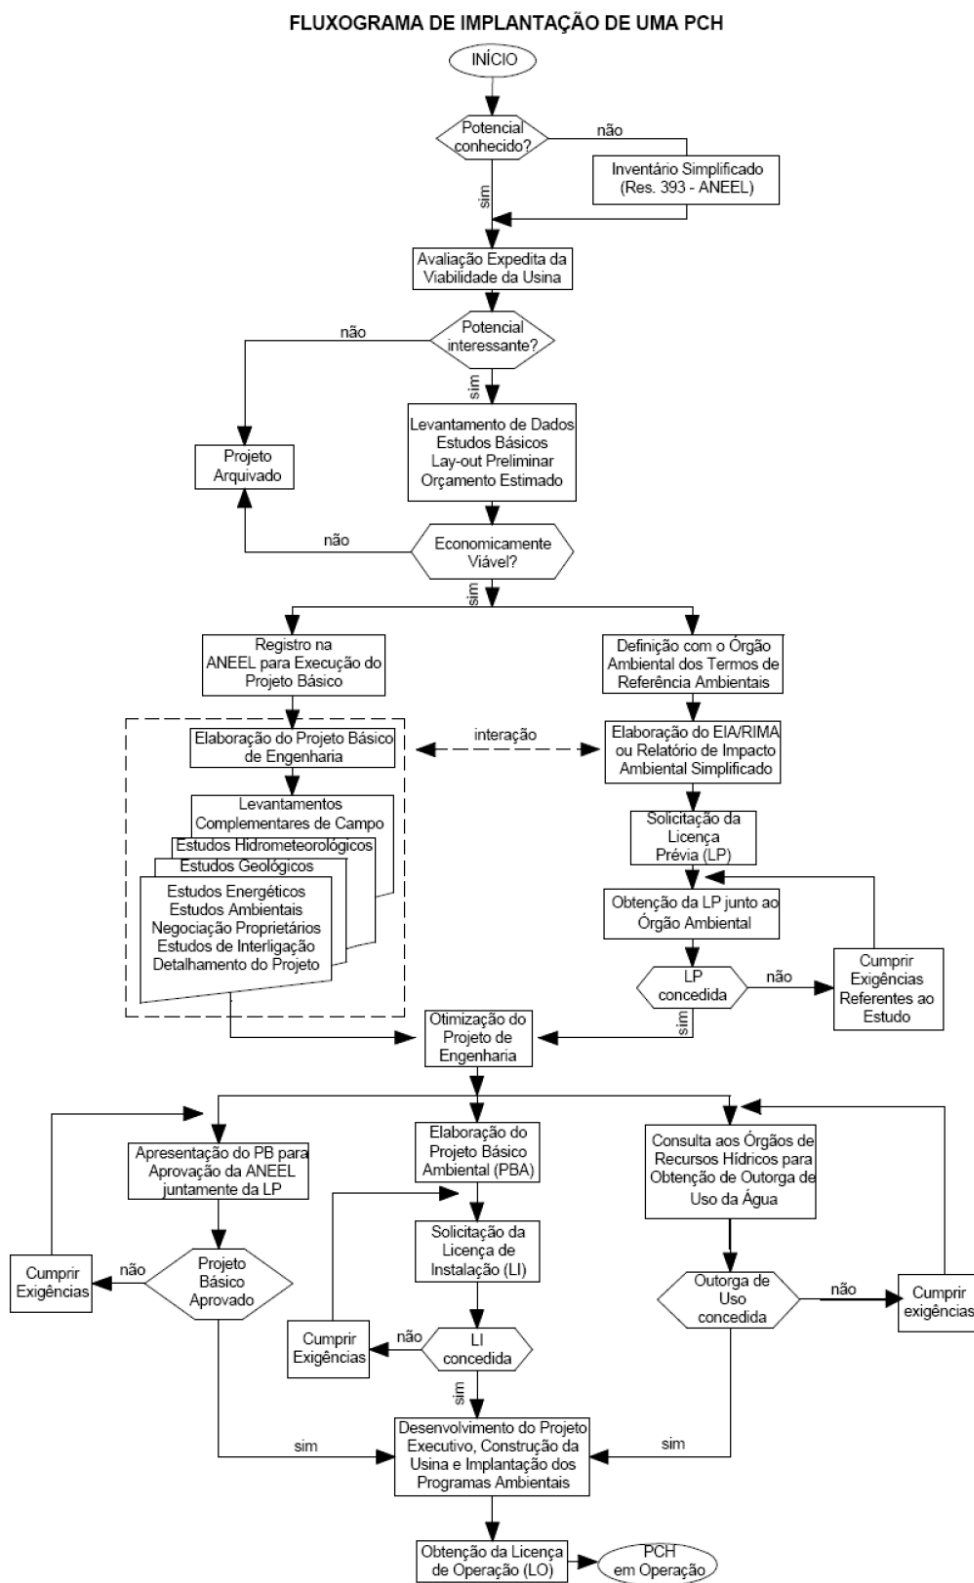 FLUXOGRAMA DE IMPLANTAÇÃO DE UMA PCH
INÍCIO
Potencial
conhecido?
não
Inventário Simplificado
(Res. 393 - ANEEL)
sim
Avaliação Expedita da
Viabilidade da Usina
Potencial
interessante?
não
sim
Levantamento de Dados
Estudos Básicos
Lay-out Preliminar
Orçamento Estimado
Projeto
Arquivado
Economicamente
Viável?
não
sim
Registro na
ANEEL para Execução do
Projeto Básico
Definição com o Órgão
Ambiental dos Termos de
Referência Ambientais
Elaboração do Projeto Básico
de Engenharia
interação
Elaboração do EIA/RIMA
ou Relatório de Impacto
Ambiental Simplificado
Levantamentos
Complementares de Campo
Estudos Hidrometeorológicos
Estudos Geológicos
Estudos Energéticos
Estudos Ambientais
Negociação Proprietários
Estudos de Interligação
Detalhamento do Projeto
Solicitação da
Licença
Prévia (LP)
Obtenção da LP junto ao
Órgão Ambiental
LP
concedida
não
Cumprir
Exigências
Referentes ao
Estudo
sim
Otimização do
Projeto de
Engenharia
Apresentação do PB para
Aprovação da ANEEL
juntamente da LP
Elaboração do
Projeto Básico
Ambiental (PBA)
Consulta aos Órgãos de
Recursos Hídricos para
Obtenção de Outorga de
Uso da Água
Solicitação da
Licença de
Instalação (LI)
Cumprir
Exigências
não
Projeto
Básico
Aprovado
Outorga de
Uso
concedida
não
Cumprir
exigências
Cumprir
Exigências
não
LI
concedida
sim
sim
Desenvolvimento do Projeto
Executivo, Construção da
Usina e Implantação dos
Programas Ambientais
sim
Obtenção da Licença
de Operação (LO)
PCH
em Operação